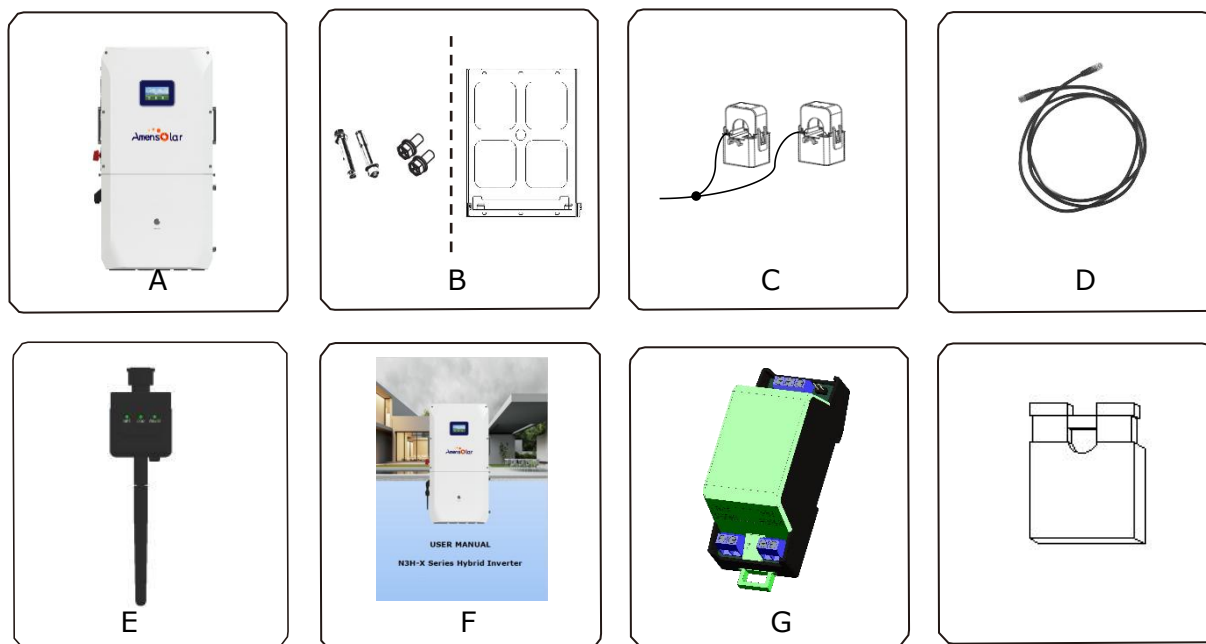 AmenSolar
A
B
C
D
E
AmenSolar
USER MANUAL
N3H-X Series Hybrid Inverter
F
G